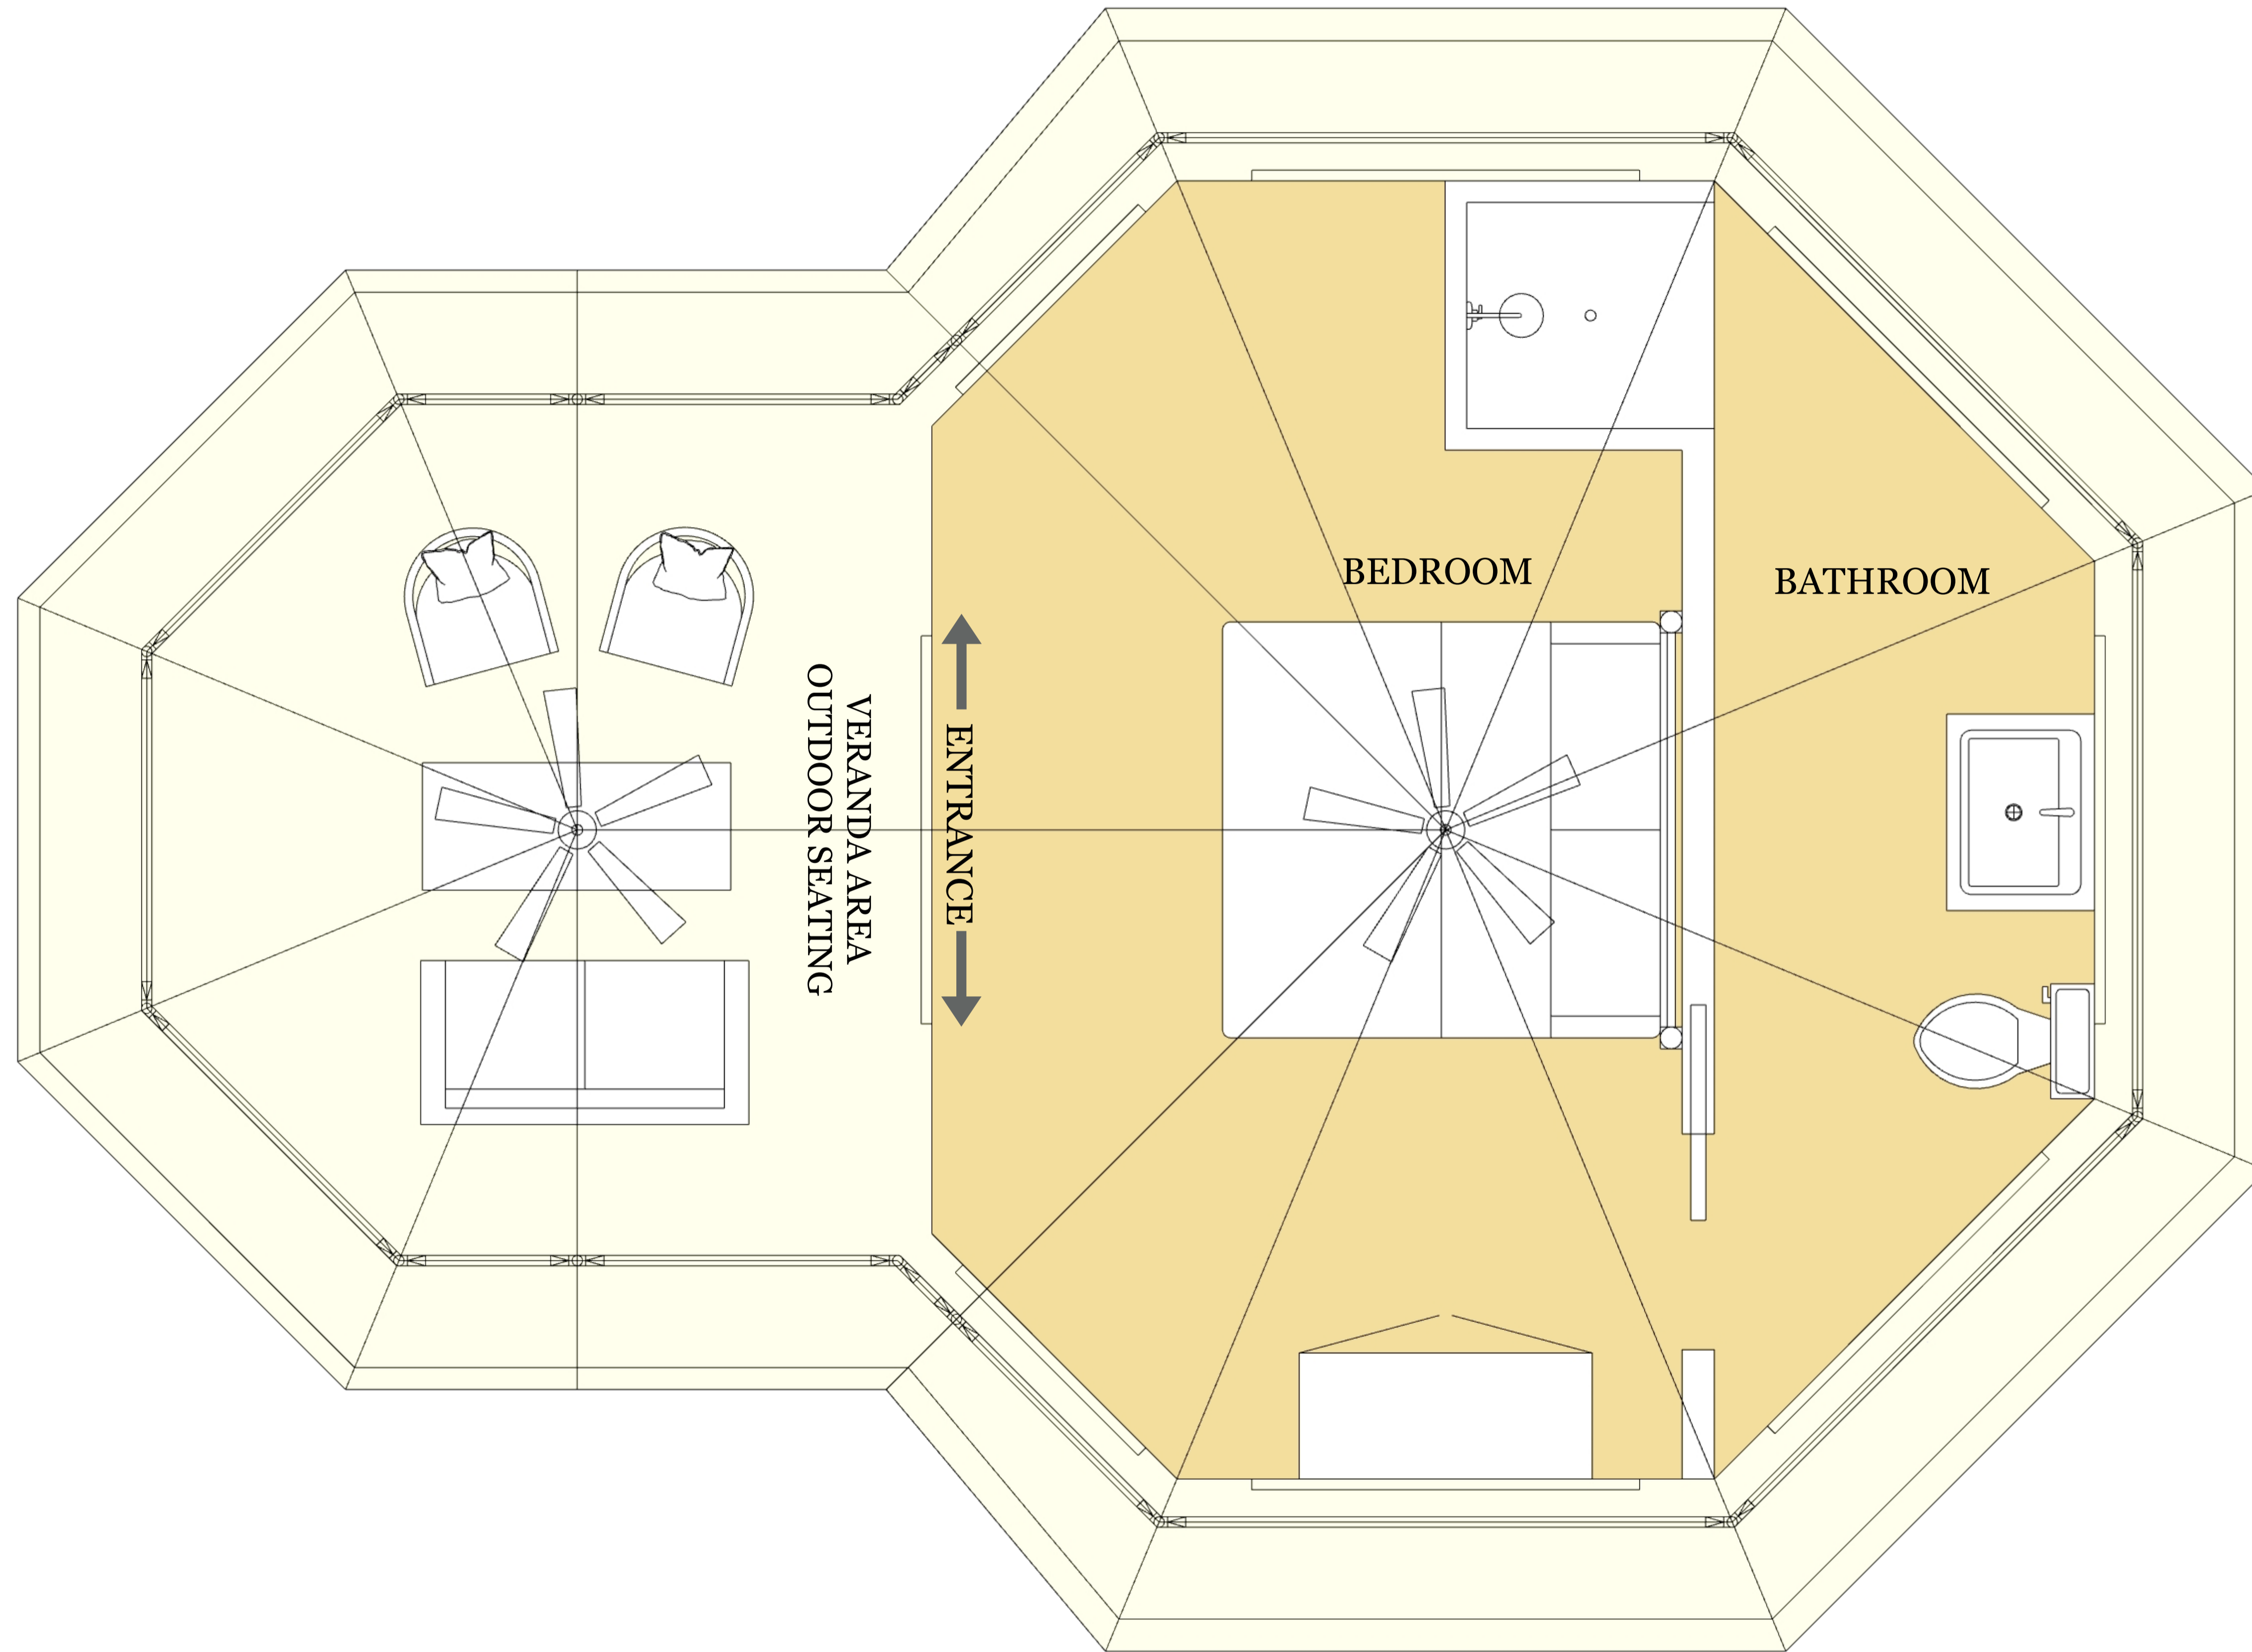 BEDROOM
BATHROOM
VERANDA AREA
OUTDOOR SEATING
ENTRANCE